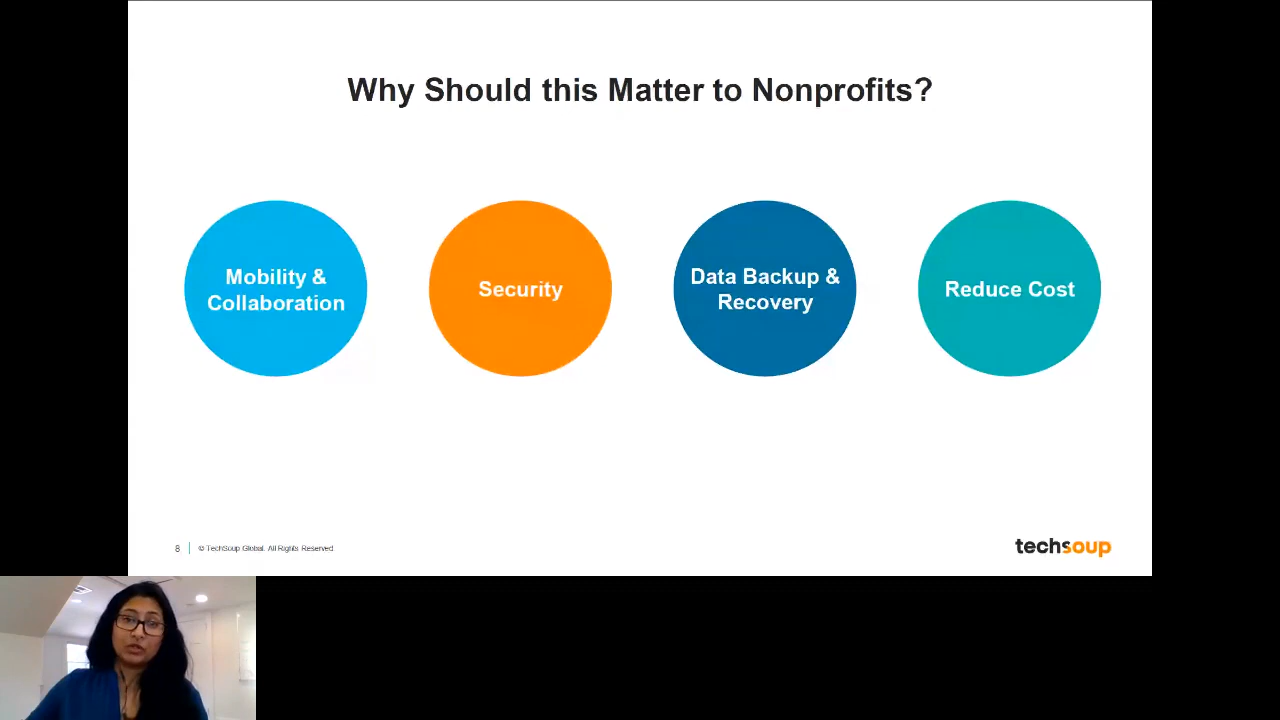 Why Should this Matter to Nonprofits?
Mobility &
Collaboration
Security
Data Backup &
Recovery
Reduce Cost
8
© TechSoup Global. All Rights Reserved
techsoup